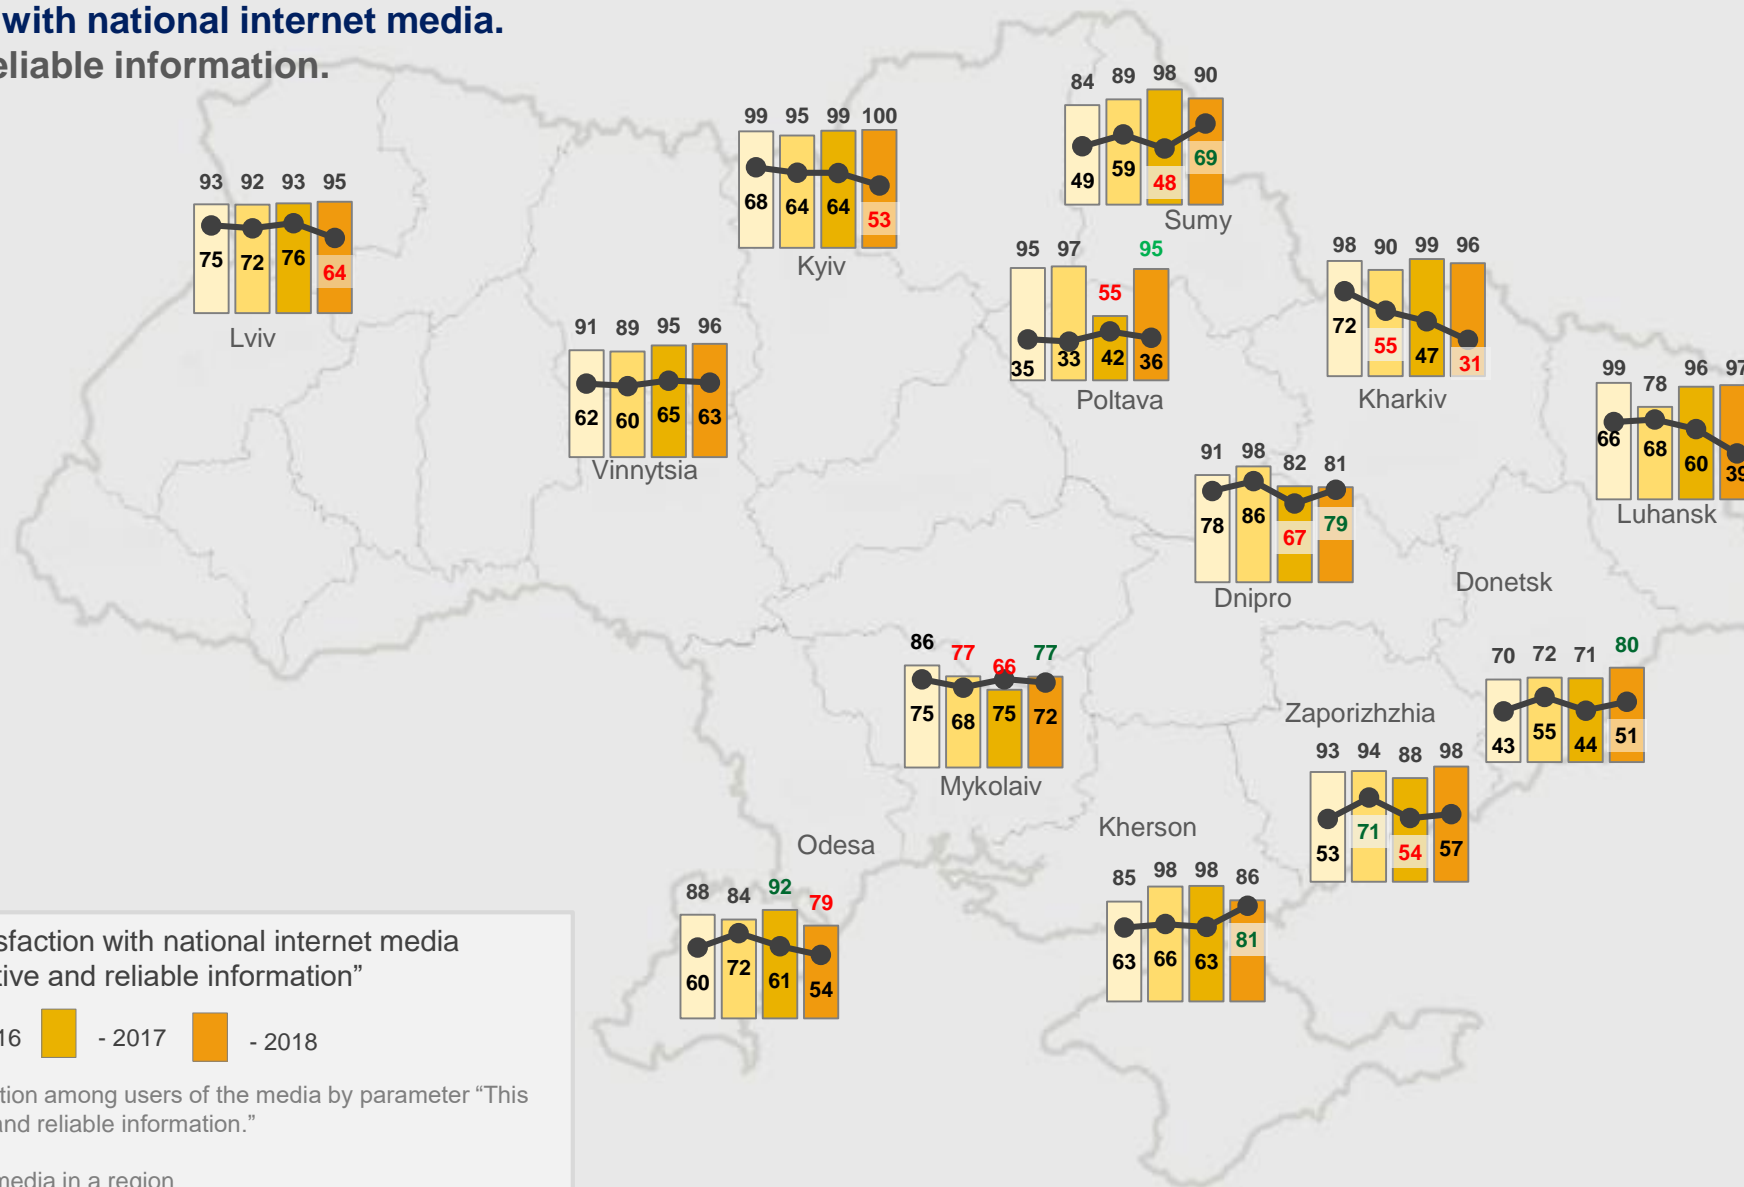 with national internet media.
eliable information.
99 95 99 100
68 64 64 53
Kyiv
84 89 98 90
49 59 48 69
Sumy
93 92 93 95
75 72 76 64
Lviv
95 97 55 95
35 33 42 36
Poltava
98 90 99 96
72 55 47 31
Kharkiv
91 89 95 96
62 60 65 63
Vinnytsia
99 78 96 97
66 68 60 39
Luhansk
91 98 82 81
78 86 67 79
Dnipro
Donetsk
70 72 71 80
43 55 44 51
86 77 66 77
75 68 75 72
Mykolaiv
Zaporizhzhia
93 94 88 98
53 71 54 57
Kherson
85 98 98 86
63 66 63 81
Odesa
88 84 92 79
60 72 61 54
sfaction with national internet media
tive and reliable information”
16 - 2017 - 2018
tion among users of the media by parameter “This
and reliable information.”
media in a region